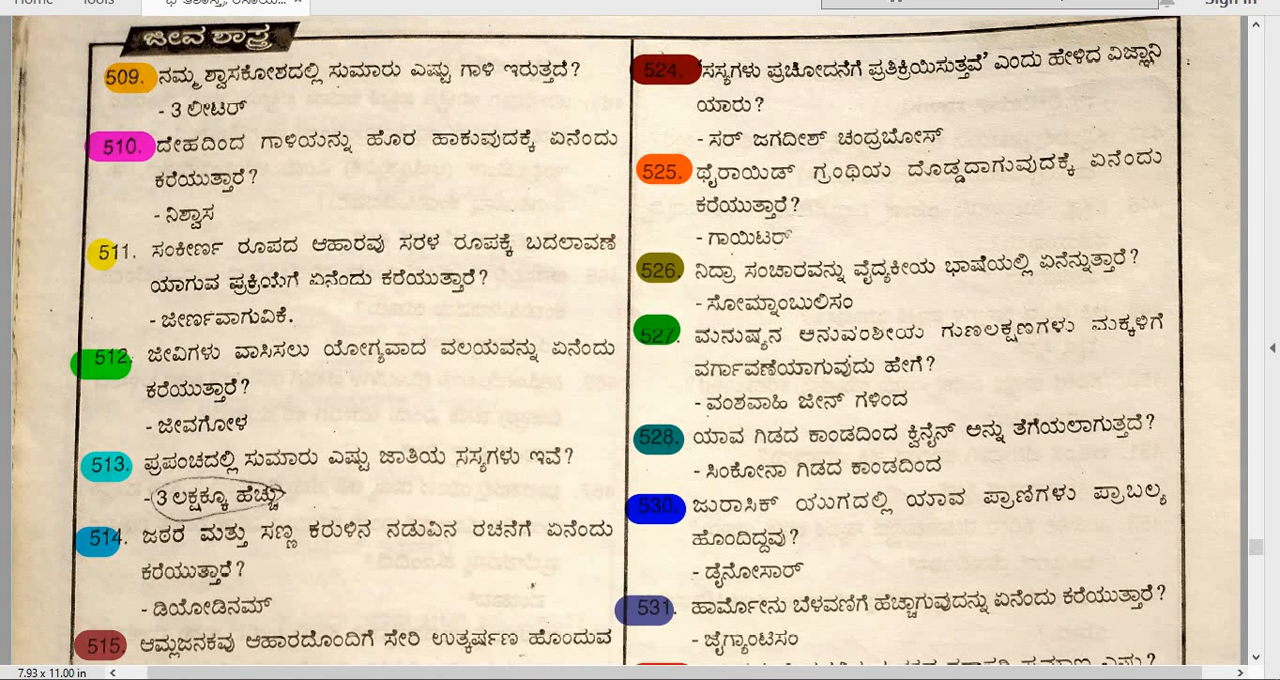 Home
Tools
Sign In
ಜೀವ ಶಾಸ್ತ್ರ
509. ನಮ್ಮ ಶ್ವಾಸಕೋಶದಲ್ಲಿ ಸುಮಾರು ಎಷ್ಟು ಗಾಳಿ ಇರುತ್ತದೆ?
- 3 ಲೀಟರ್
510. ದೇಹದಿಂದ ಗಾಳಿಯನ್ನು ಹೊರ ಹಾಕುವುದಕ್ಕೆ ಏನೆಂದು
ಕರೆಯುತ್ತಾರೆ?
- ನಿಶ್ವಾಸ
511. ಸಂಕೀರ್ಣ ರೂಪದ ಆಹಾರವು ಸರಳ ರೂಪಕ್ಕೆ ಬದಲಾವಣೆ
ಯಾಗುವ ಪ್ರಕ್ರಿಯೆಗೆ ಏನೆಂದು ಕರೆಯುತ್ತಾರೆ?
- ಜೀರ್ಣವಾಗುವಿಕೆ.
512. ಜೀವಿಗಳು ವಾಸಿಸಲು ಯೋಗ್ಯವಾದ ವಲಯವನ್ನು ಏನೆಂದು
ಕರೆಯುತ್ತಾರೆ?
- ಜೀವಗೋಳ
513. ಪ್ರಪಂಚದಲ್ಲಿ ಸುಮಾರು ಎಷ್ಟು ಜಾತಿಯ ಸಸ್ಯಗಳು ಇವೆ?
- 3 ಲಕ್ಷಕ್ಕೂ ಹೆಚ್ಚು
514. ಜಠರ ಮತ್ತು ಸಣ್ಣ ಕರುಳಿನ ನಡುವಿನ ರಚನೆಗೆ ಏನೆಂದು
ಕರೆಯುತ್ತಾರೆ?
- ಡಿಯೋಡಿನಮ್
515. ಆಮ್ಲಜನಕವು ಆಹಾರದೊಂದಿಗೆ ಸೇರಿ ಉತ್ಕರ್ಷಣ ಹೊಂದುವ
524. 'ಸಸ್ಯಗಳು ಪ್ರಚೋದನೆಗೆ ಪ್ರತಿಕ್ರಿಯಿಸುತ್ತವೆ' ಎಂದು ಹೇಳಿದ ವಿಜ್ಞಾನಿ
ಯಾರು?
- ಸರ್ ಜಗದೀಶ್ ಚಂದ್ರಬೋಸ್
525. ಥೈರಾಯಿಡ್ ಗ್ರಂಥಿಯ ದೊಡ್ಡದಾಗುವುದಕ್ಕೆ ಏನೆಂದು
ಕರೆಯುತ್ತಾರೆ?
- ಗಾಯಿಟರ್
526. ನಿದ್ರಾ ಸಂಚಾರವನ್ನು ವೈದ್ಯಕೀಯ ಭಾಷೆಯಲ್ಲಿ ಏನೆನ್ನುತ್ತಾರೆ?
- ಸೋಮ್ನಾಂಬುಲಿಸಂ
527. ಮನುಷ್ಯನ ಅನುವಂಶೀಯ ಗುಣಲಕ್ಷಣಗಳು ಮಕ್ಕಳಿಗೆ
ವರ್ಗಾವಣೆಯಾಗುವುದು ಹೇಗೆ?
- ವಂಶವಾಹಿ ಜೀನ್ ಗಳಿಂದ
528. ಯಾವ ಗಿಡದ ಕಾಂಡದಿಂದ ಕ್ವಿನೈನ್ ಅನ್ನು ತೆಗೆಯಲಾಗುತ್ತದೆ?
- ಸಿಂಕೋನಾ ಗಿಡದ ಕಾಂಡದಿಂದ
530. ಜುರಾಸಿಕ್ ಯುಗದಲ್ಲಿ ಯಾವ ಪ್ರಾಣಿಗಳು ಪ್ರಾಬಲ್ಯ
ಹೊಂದಿದ್ದವು?
- ಡೈನೋಸಾರ್
531. ಹಾರ್ಮೋನು ಬೆಳವಣಿಗೆ ಹೆಚ್ಚಾಗುವುದನ್ನು ಏನೆಂದು ಕರೆಯುತ್ತಾರೆ?
- ಜೈಗ್ಯಾಂಟಿಸಂ
7.93 x 11.00 in